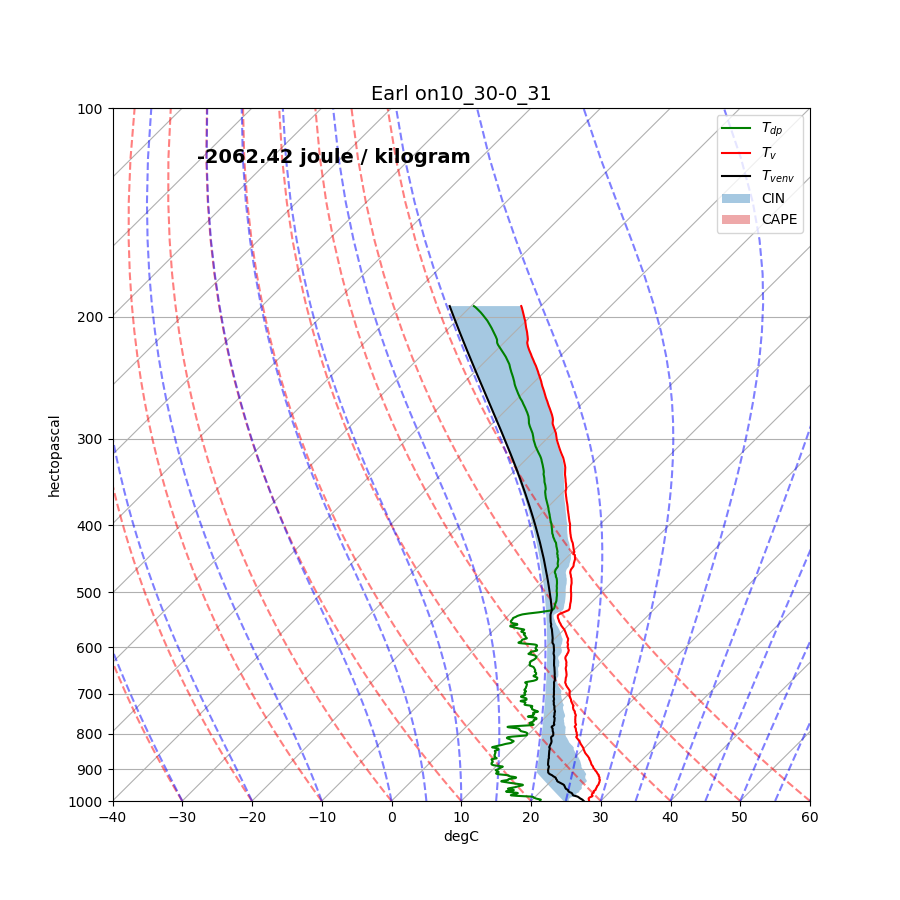 Earl on10_30-0_31
-2062.42 joule / kilogram
T_dp
T_v
T_venv
CIN
CAPE
hectopascal
100
200
300
400
500
600
700
800
900
1000
−40 −30 −20 −10 0 10 20 30 40 50 60
degC